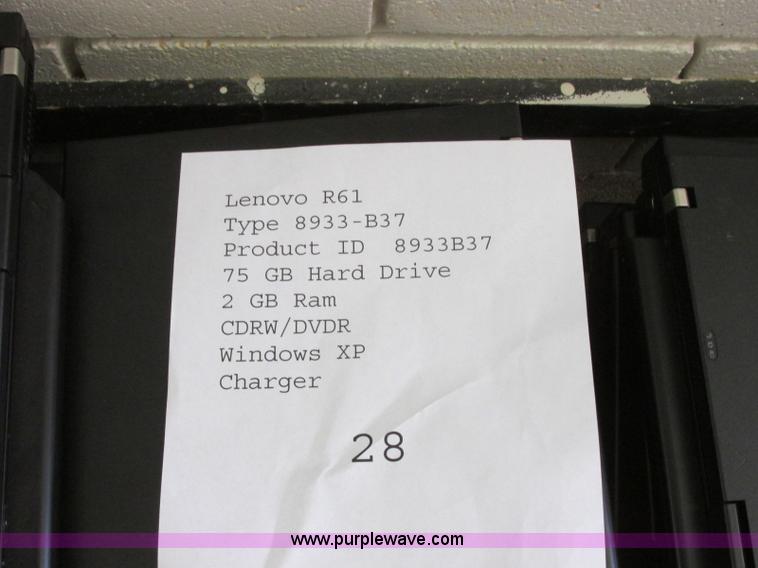 Lenovo R61
Type 8933-B37
Product ID 8933B37
75 GB Hard Drive
2 GB Ram
CDRW/DVDR
Windows XP
Charger
28
www.purplewave.com